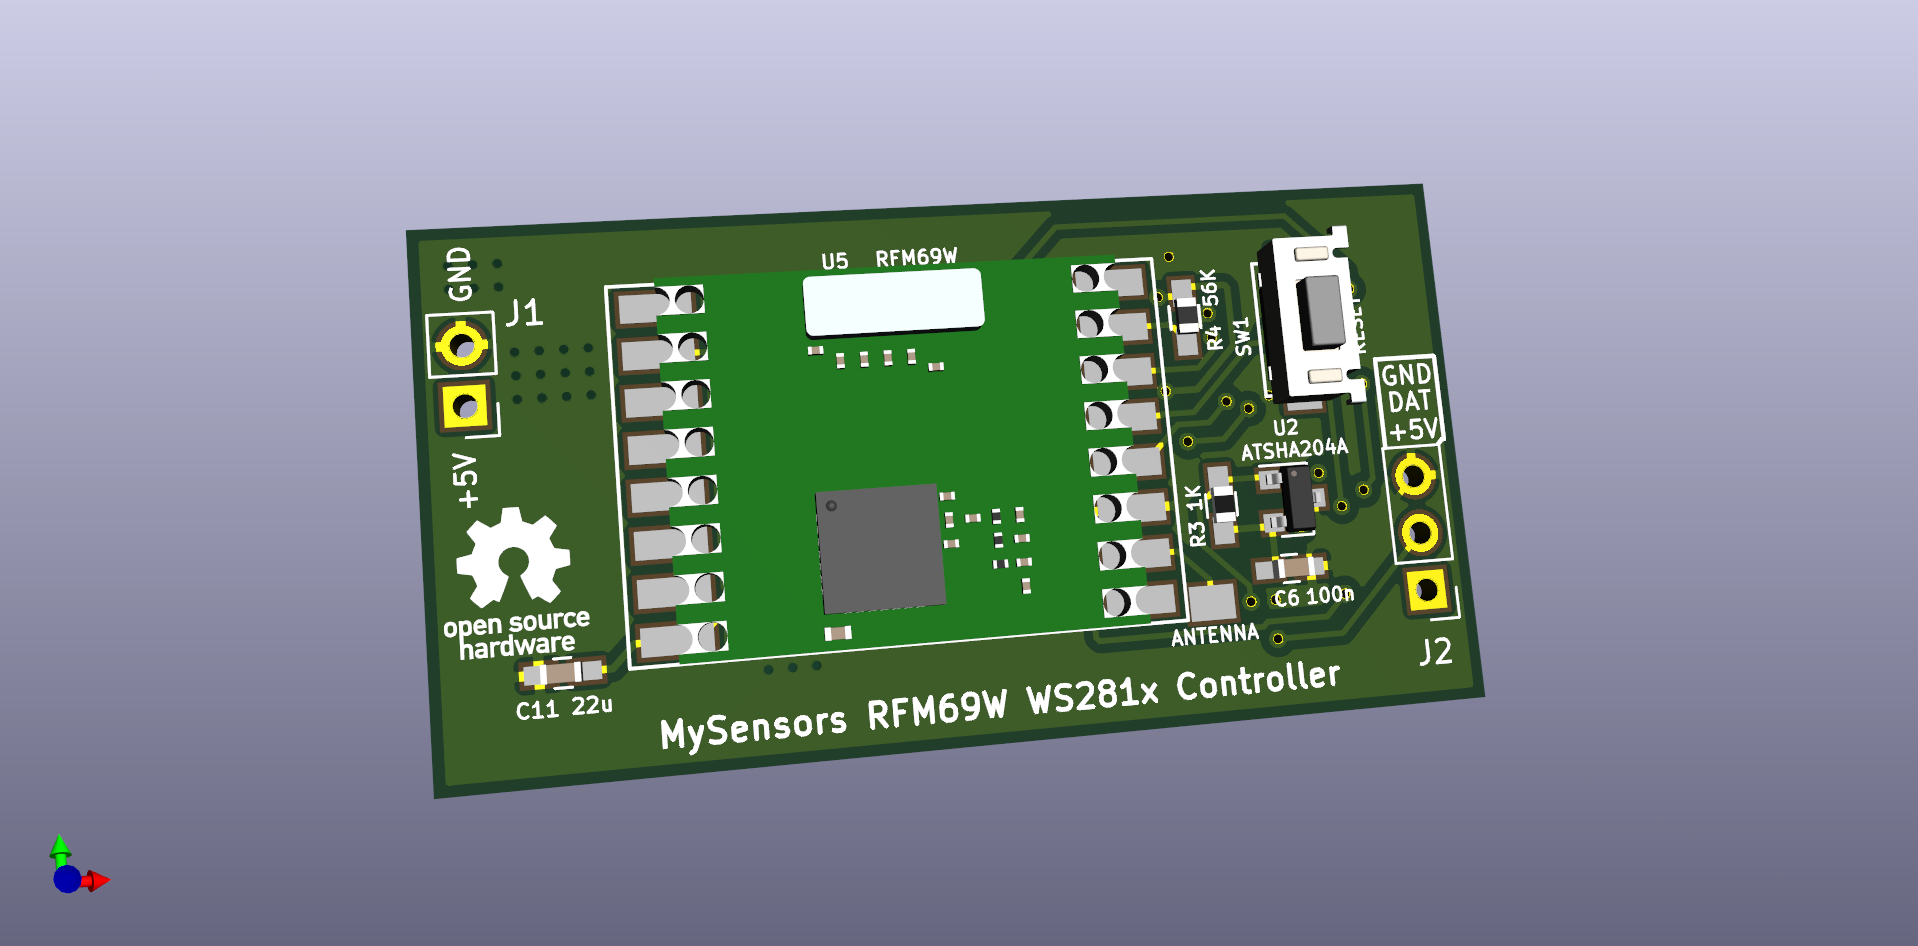 GND
J1
+5V
open source
hardware
C11 22u
U5 RFM69W
R4 56K
SW1
RESET
GND
DAT
+5V
U2
ATSHA204A
R3 1K
C6 100n
ANTENNA
J2
MySensors RFM69W WS281x Controller